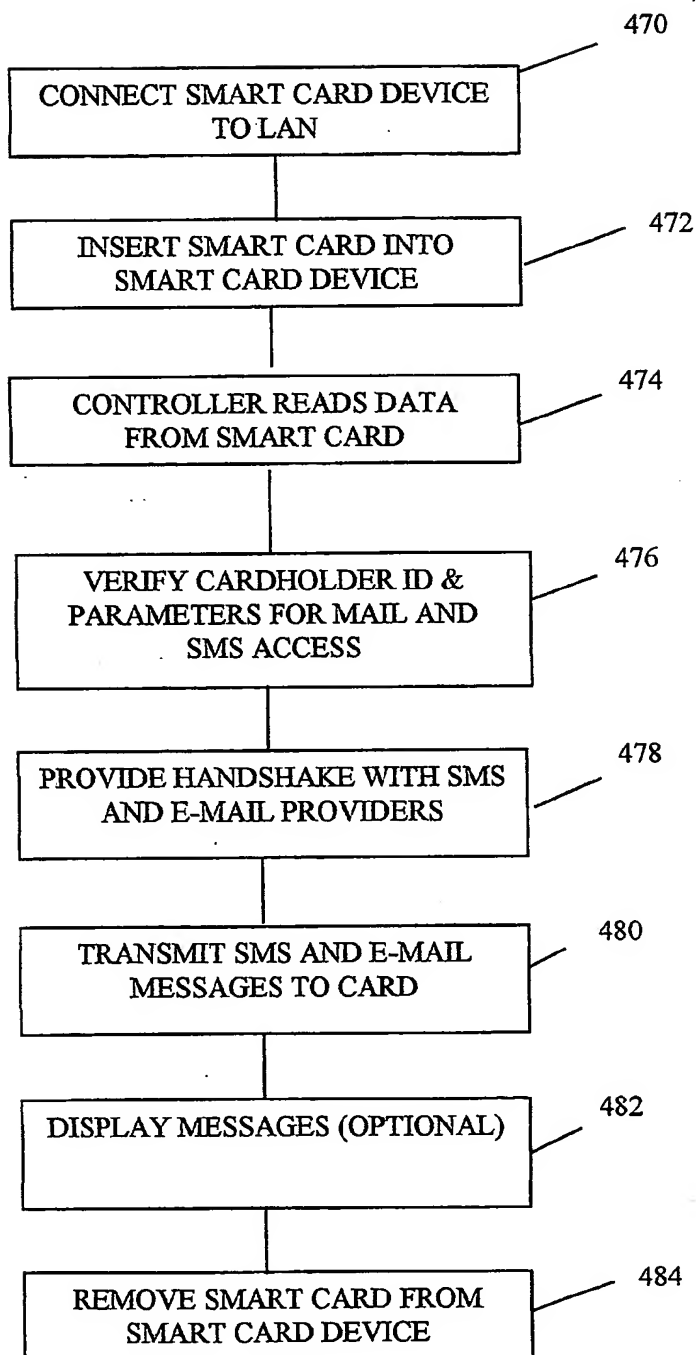 470
CONNECT SMART CARD DEVICE
TO LAN
472
INSERT SMART CARD INTO
SMART CARD DEVICE
474
CONTROLLER READS DATA
FROM SMART CARD
476
VERIFY CARDHOLDER ID &
PARAMETERS FOR MAIL AND
SMS ACCESS
478
PROVIDE HANDSHAKE WITH SMS
AND E-MAIL PROVIDERS
480
TRANSMIT SMS AND E-MAIL
MESSAGES TO CARD
482
DISPLAY MESSAGES (OPTIONAL)
484
REMOVE SMART CARD FROM
SMART CARD DEVICE